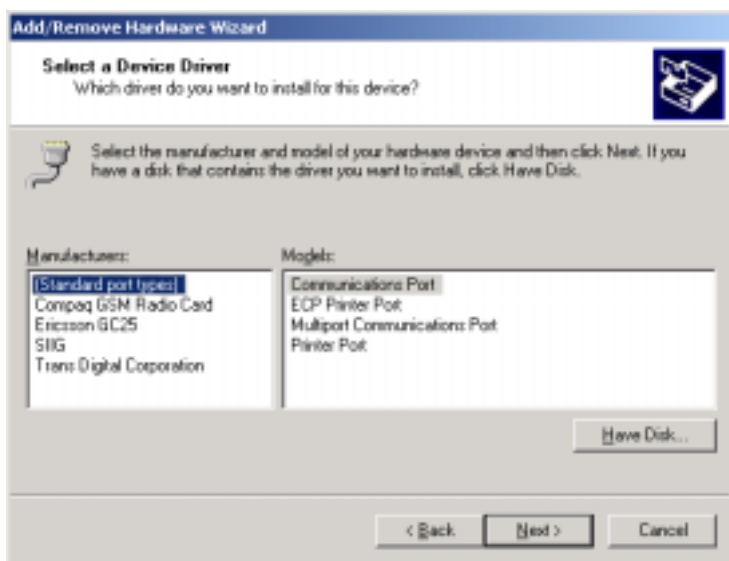 Add/Remove Hardware Wizard
Select a Device Driver
Which driver do you want to install for this device?
Select the manufacturer and model of your hardware device and then click Next. If you
have a disk that contains the driver you want to install, click Have Disk.
Manufacturers:
(Standard port types)
Compaq GSM Radio Card
Ericsson GC25
SIIG
Trans Digital Corporation
Models:
Communications Port
ECP Printer Port
Multiport Communications Port
Printer Port
Have Disk...
< Back
Next >
Cancel